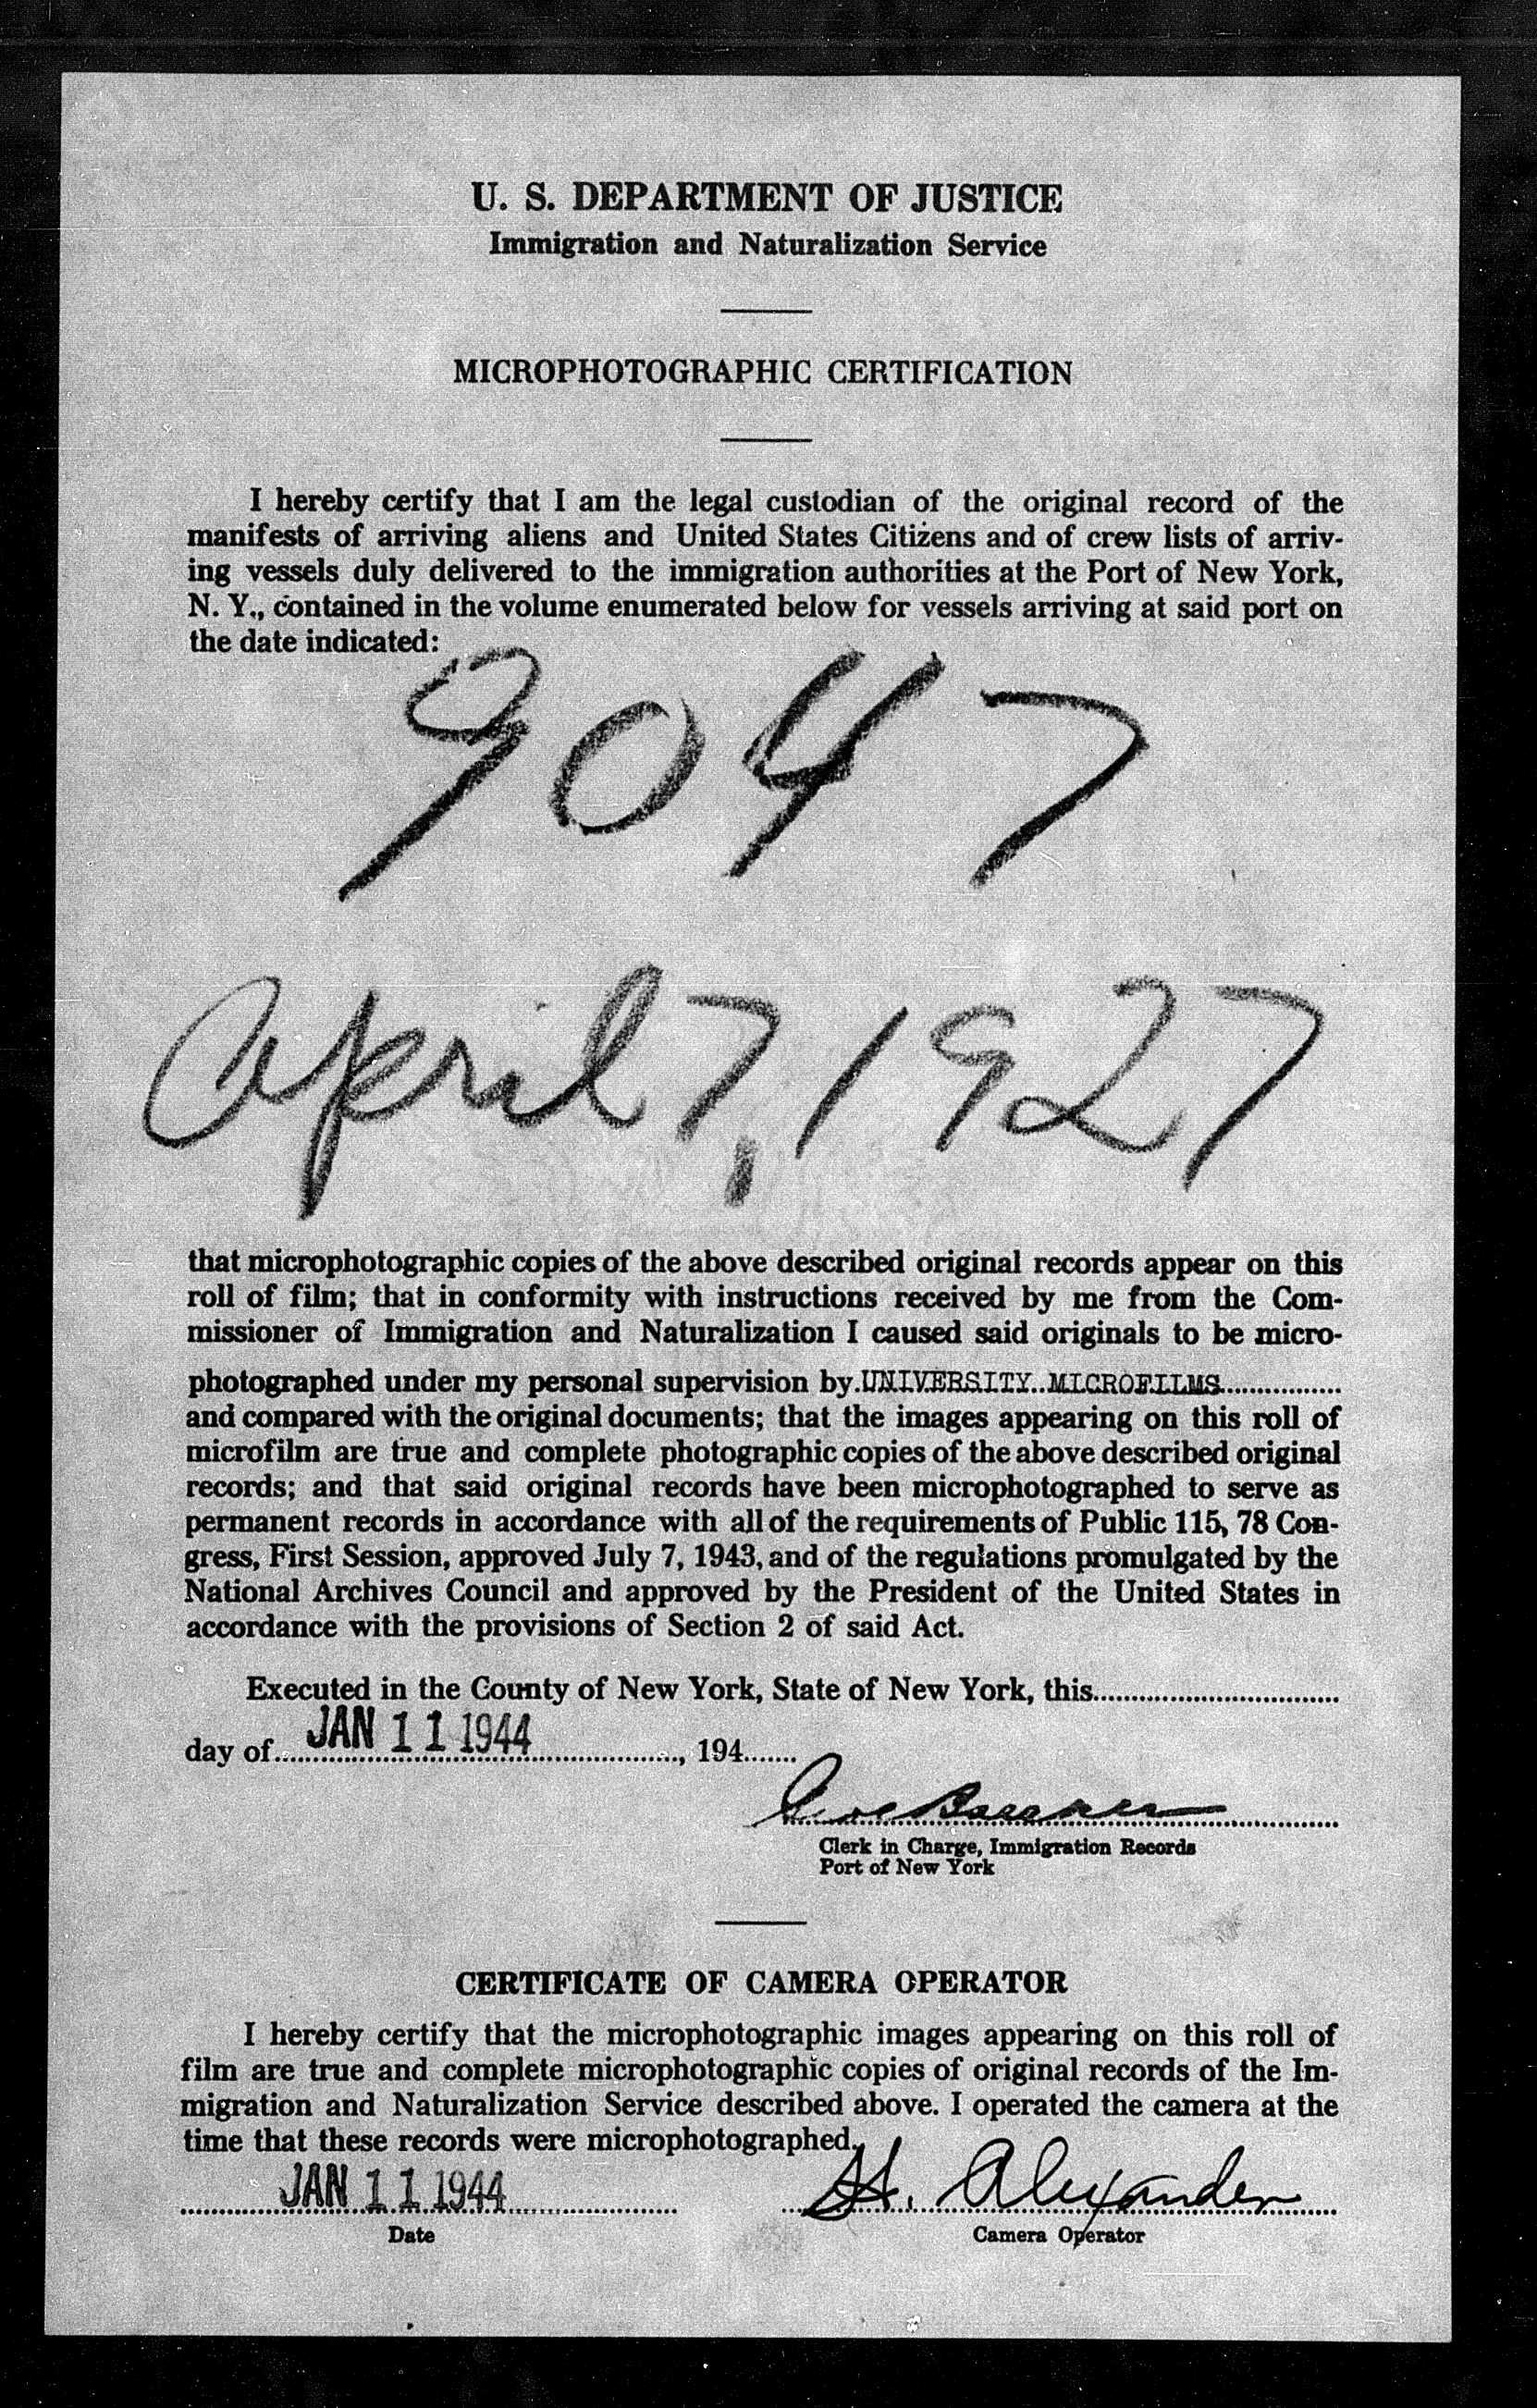 U. S. DEPARTMENT OF JUSTICE
Immigration and Naturalization Service
MICROPHOTOGRAPHIC CERTIFICATION
I hereby certify that I am the legal custodian of the original record of the
manifests of arriving aliens and United States Citizens and of crew lists of arriv-
ing vessels duly delivered to the immigration authorities at the Port of New York,
N. Y., contained in the volume enumerated below for vessels arriving at said port on
the date indicated:
9047
April 7, 1927
that microphotographic copies of the above described original records appear on this
roll of film; that in conformity with instructions received by me from the Com-
missioner of Immigration and Naturalization I caused said originals to be micro-
photographed under my personal supervision by UNIVERSITY MICROFILMS
and compared with the original documents; that the images appearing on this roll of
microfilm are true and complete photographic copies of the above described original
records; and that said original records have been microphotographed to serve as
permanent records in accordance with all of the requirements of Public 115, 78 Con-
gress, First Session, approved July 7, 1943, and of the regulations promulgated by the
National Archives Council and approved by the President of the United States in
accordance with the provisions of Section 2 of said Act.
Executed in the County of New York, State of New York, this
day of JAN 11 1944, 194
Clerk in Charge, Immigration Records
Port of New York
CERTIFICATE OF CAMERA OPERATOR
I hereby certify that the microphotographic images appearing on this roll of
film are true and complete microphotographic copies of original records of the Im-
migration and Naturalization Service described above. I operated the camera at the
time that these records were microphotographed.
JAN 11 1944 H. Alexander
Date Camera Operator